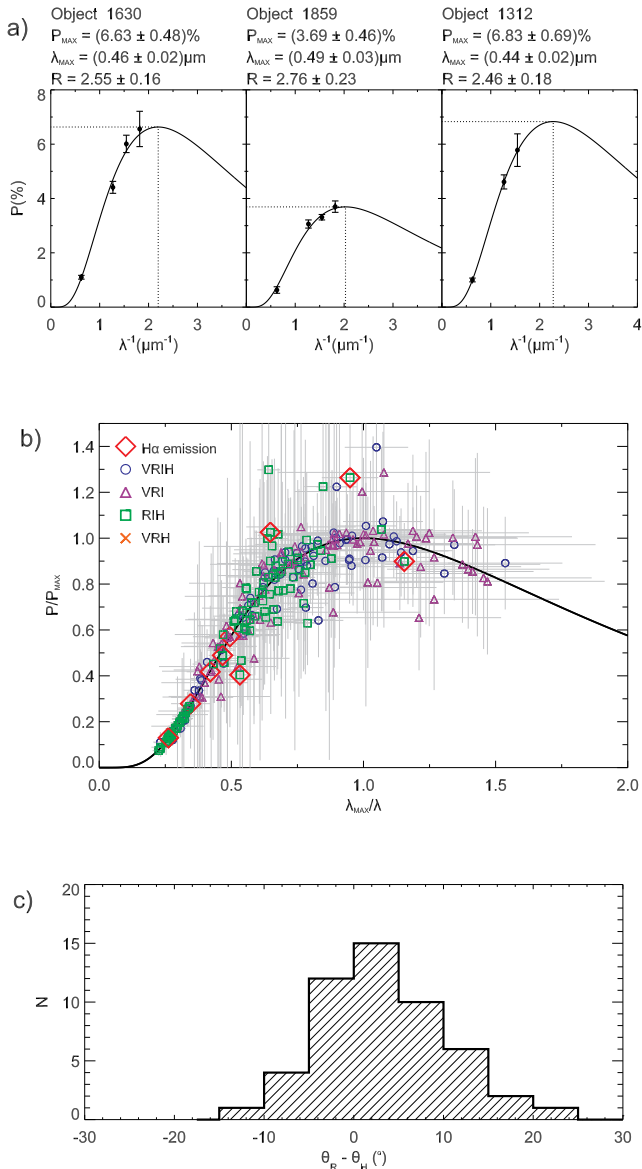 a)
Object 1630
P_MAX = (6.63 ± 0.48)%
λ_MAX = (0.46 ± 0.02)μm
R = 2.55 ± 0.16
Object 1859
P_MAX = (3.69 ± 0.46)%
λ_MAX = (0.49 ± 0.03)μm
R = 2.76 ± 0.23
Object 1312
P_MAX = (6.83 ± 0.69)%
λ_MAX = (0.44 ± 0.02)μm
R = 2.46 ± 0.18
8
6
4
2
0
P(%)
0 1 2 3
0 1 2 3
0 1 2 3 4
λ⁻¹(μm⁻¹)
λ⁻¹(μm⁻¹)
λ⁻¹(μm⁻¹)
b)
Hα emission
VRIH
VRI
RIH
VRH
1.4
1.2
1.0
0.8
0.6
0.4
0.2
0.0
P/P_MAX
0.0 0.5 1.0 1.5 2.0
λ_MAX/λ
c)
20
15
10
5
0
N
-30 -20 -10 0 10 20 30
θ_R - θ_H (°)